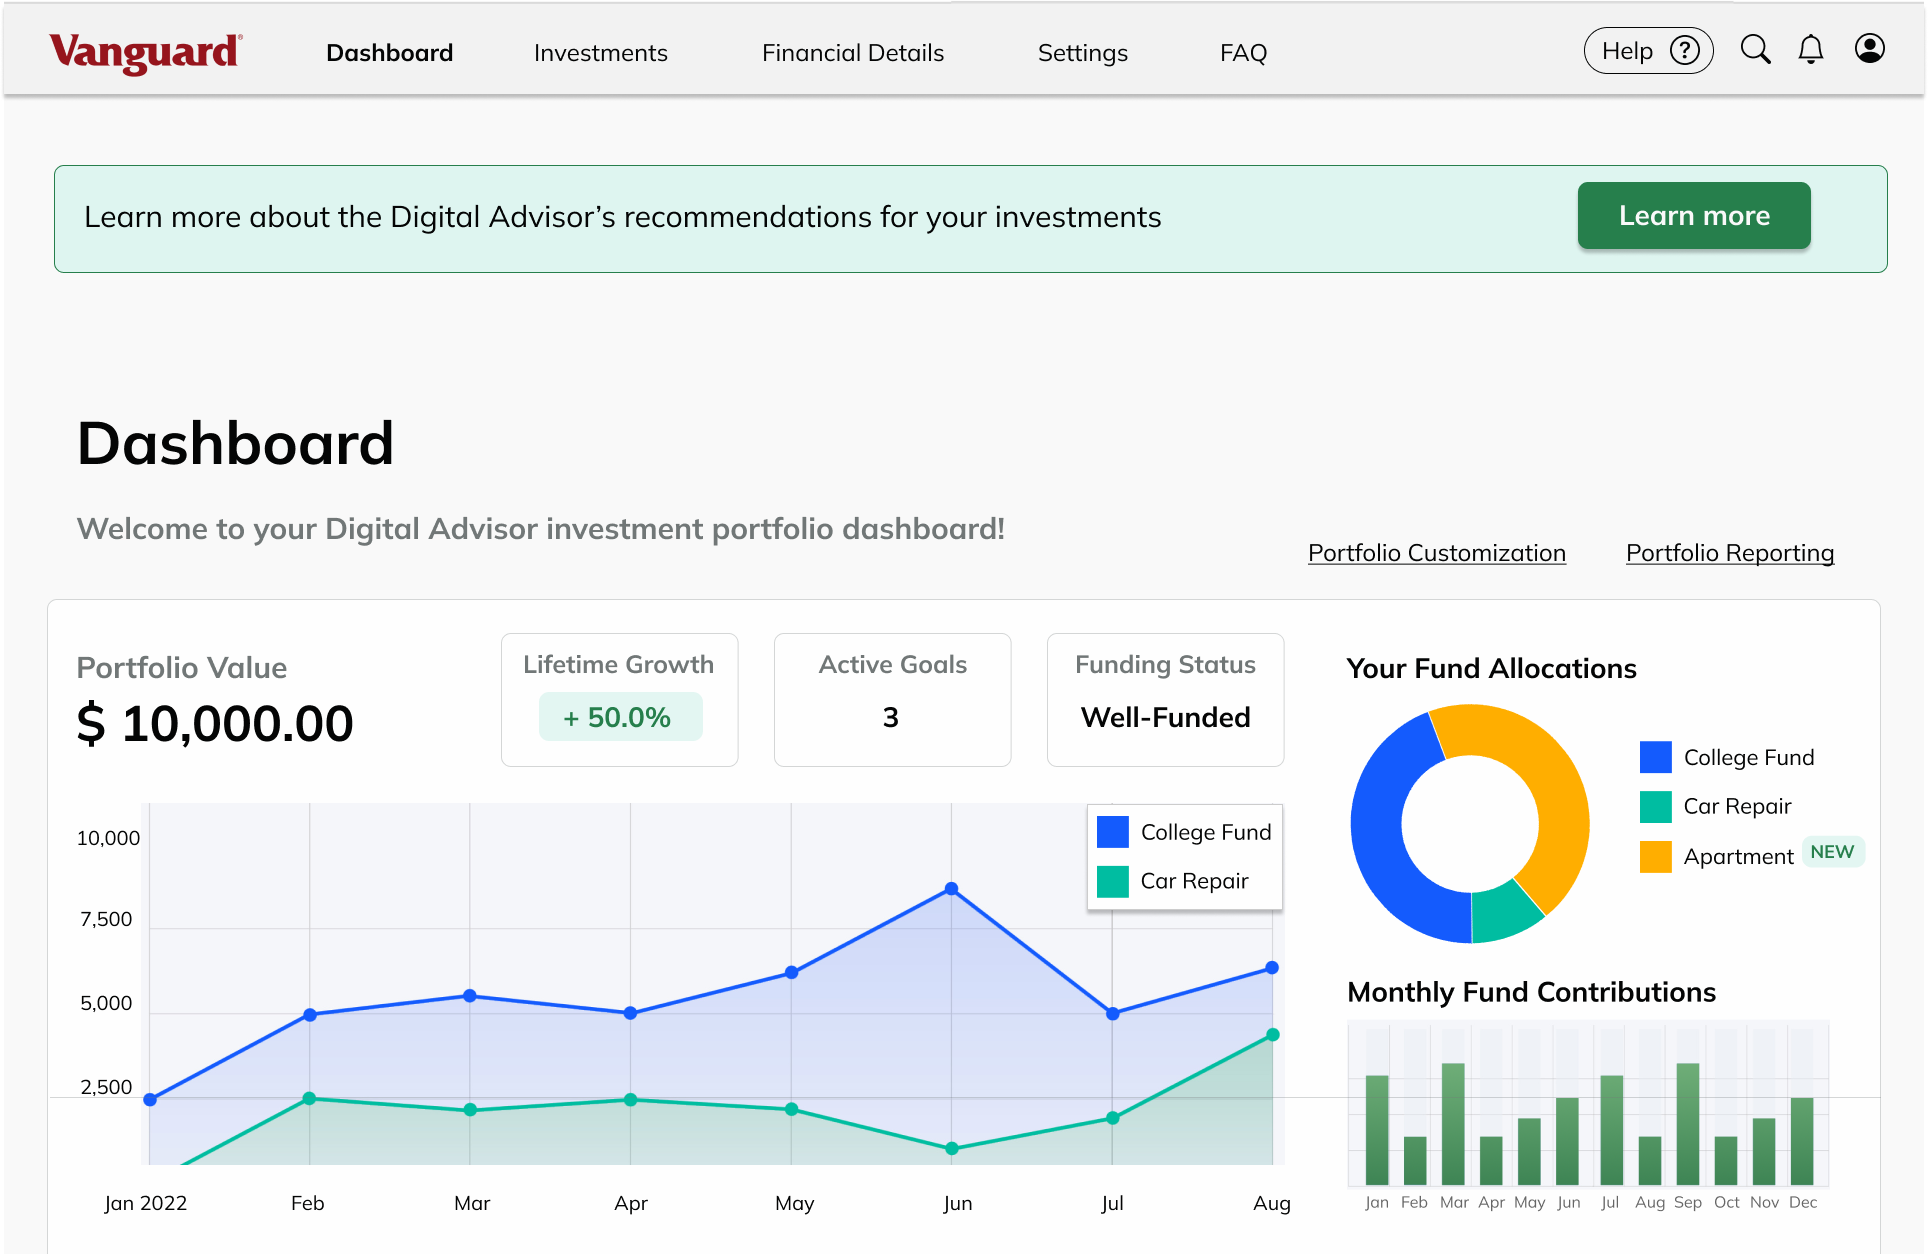 Vanguard®
Dashboard
Investments
Financial Details
Settings
FAQ
Help ?
Learn more about the Digital Advisor’s recommendations for your investments
Learn more
Dashboard
Welcome to your Digital Advisor investment portfolio dashboard!
Portfolio Customization
Portfolio Reporting
Portfolio Value
$ 10,000.00
Lifetime Growth
+ 50.0%
Active Goals
3
Funding Status
Well-Funded
10,000
7,500
5,000
2,500
College Fund
Car Repair
Jan 2022
Feb
Mar
Apr
May
Jun
Jul
Aug
Your Fund Allocations
College Fund
Car Repair
Apartment NEW
Monthly Fund Contributions
Jan
Feb
Mar
Apr
May
Jun
Jul
Aug
Sep
Oct
Nov
Dec